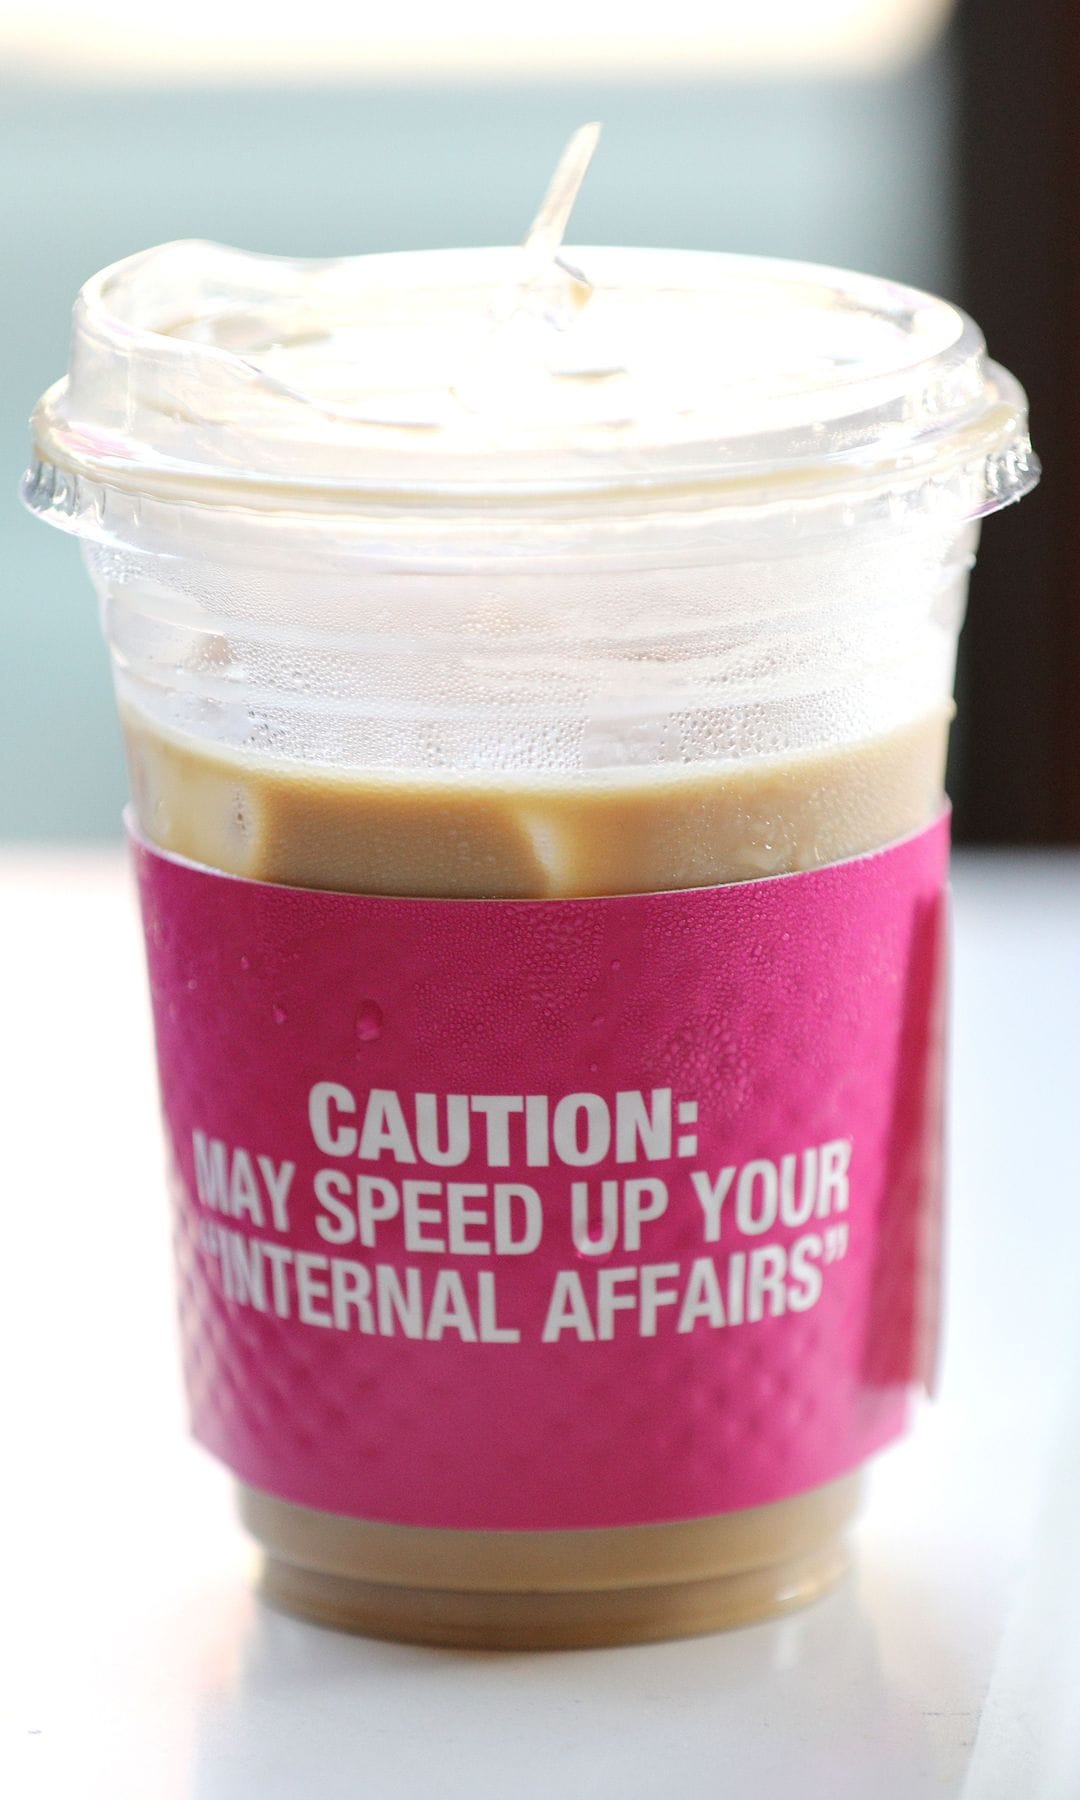 CAUTION:
MAY SPEED UP YOUR
“INTERNAL AFFAIRS”